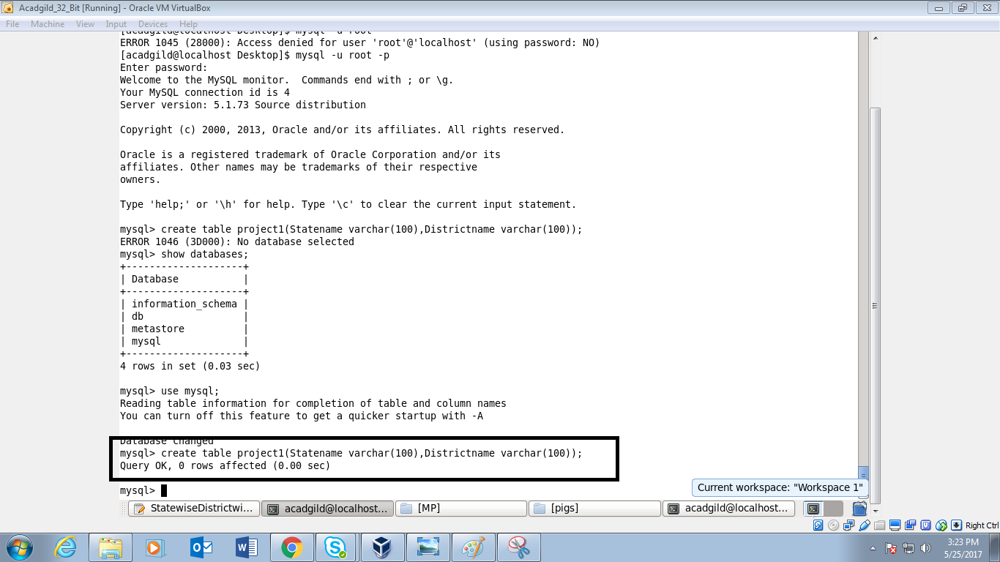 Acadgild_32_Bit [Running] - Oracle VM VirtualBox
File Machine View Input Devices Help
[acadgild@localhost Desktop]$ mysql -u root
ERROR 1045 (28000): Access denied for user 'root'@'localhost' (using password: NO)
[acadgild@localhost Desktop]$ mysql -u root -p
Enter password:
Welcome to the MySQL monitor.  Commands end with ; or \g.
Your MySQL connection id is 4
Server version: 5.1.73 Source distribution
Copyright (c) 2000, 2013, Oracle and/or its affiliates. All rights reserved.
Oracle is a registered trademark of Oracle Corporation and/or its
affiliates. Other names may be trademarks of their respective
owners.
Type 'help;' or '\h' for help. Type '\c' to clear the current input statement.
mysql> create table project1(Statename varchar(100),Districtname varchar(100));
ERROR 1046 (3D000): No database selected
mysql> show databases;
+--------------------+
| Database           |
+--------------------+
| information_schema |
| db                 |
| metastore          |
| mysql              |
+--------------------+
4 rows in set (0.03 sec)
mysql> use mysql;
Reading table information for completion of table and column names
You can turn off this feature to get a quicker startup with -A
Database changed
mysql> create table project1(Statename varchar(100),Districtname varchar(100));
Query OK, 0 rows affected (0.00 sec)
mysql>
Current workspace: "Workspace 1"
StatewiseDistrictwi... acadgild@localhost... [MP] [pigs] acadgild@localhost...
Right Ctrl
3:23 PM
5/25/2017